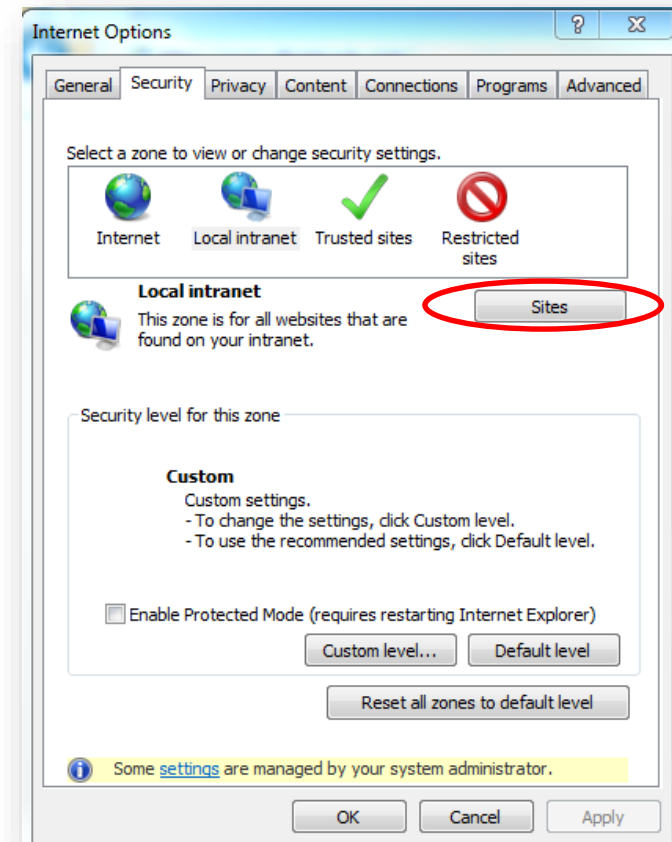 Internet Options
General Security Privacy Content Connections Programs Advanced
Select a zone to view or change security settings.
Internet Local intranet Trusted sites Restricted sites
Local intranet
Sites
This zone is for all websites that are
found on your intranet.
Security level for this zone
Custom
Custom settings.
- To change the settings, click Custom level.
- To use the recommended settings, click Default level.
Enable Protected Mode (requires restarting Internet Explorer)
Custom level... Default level
Reset all zones to default level
Some settings are managed by your system administrator.
OK Cancel Apply